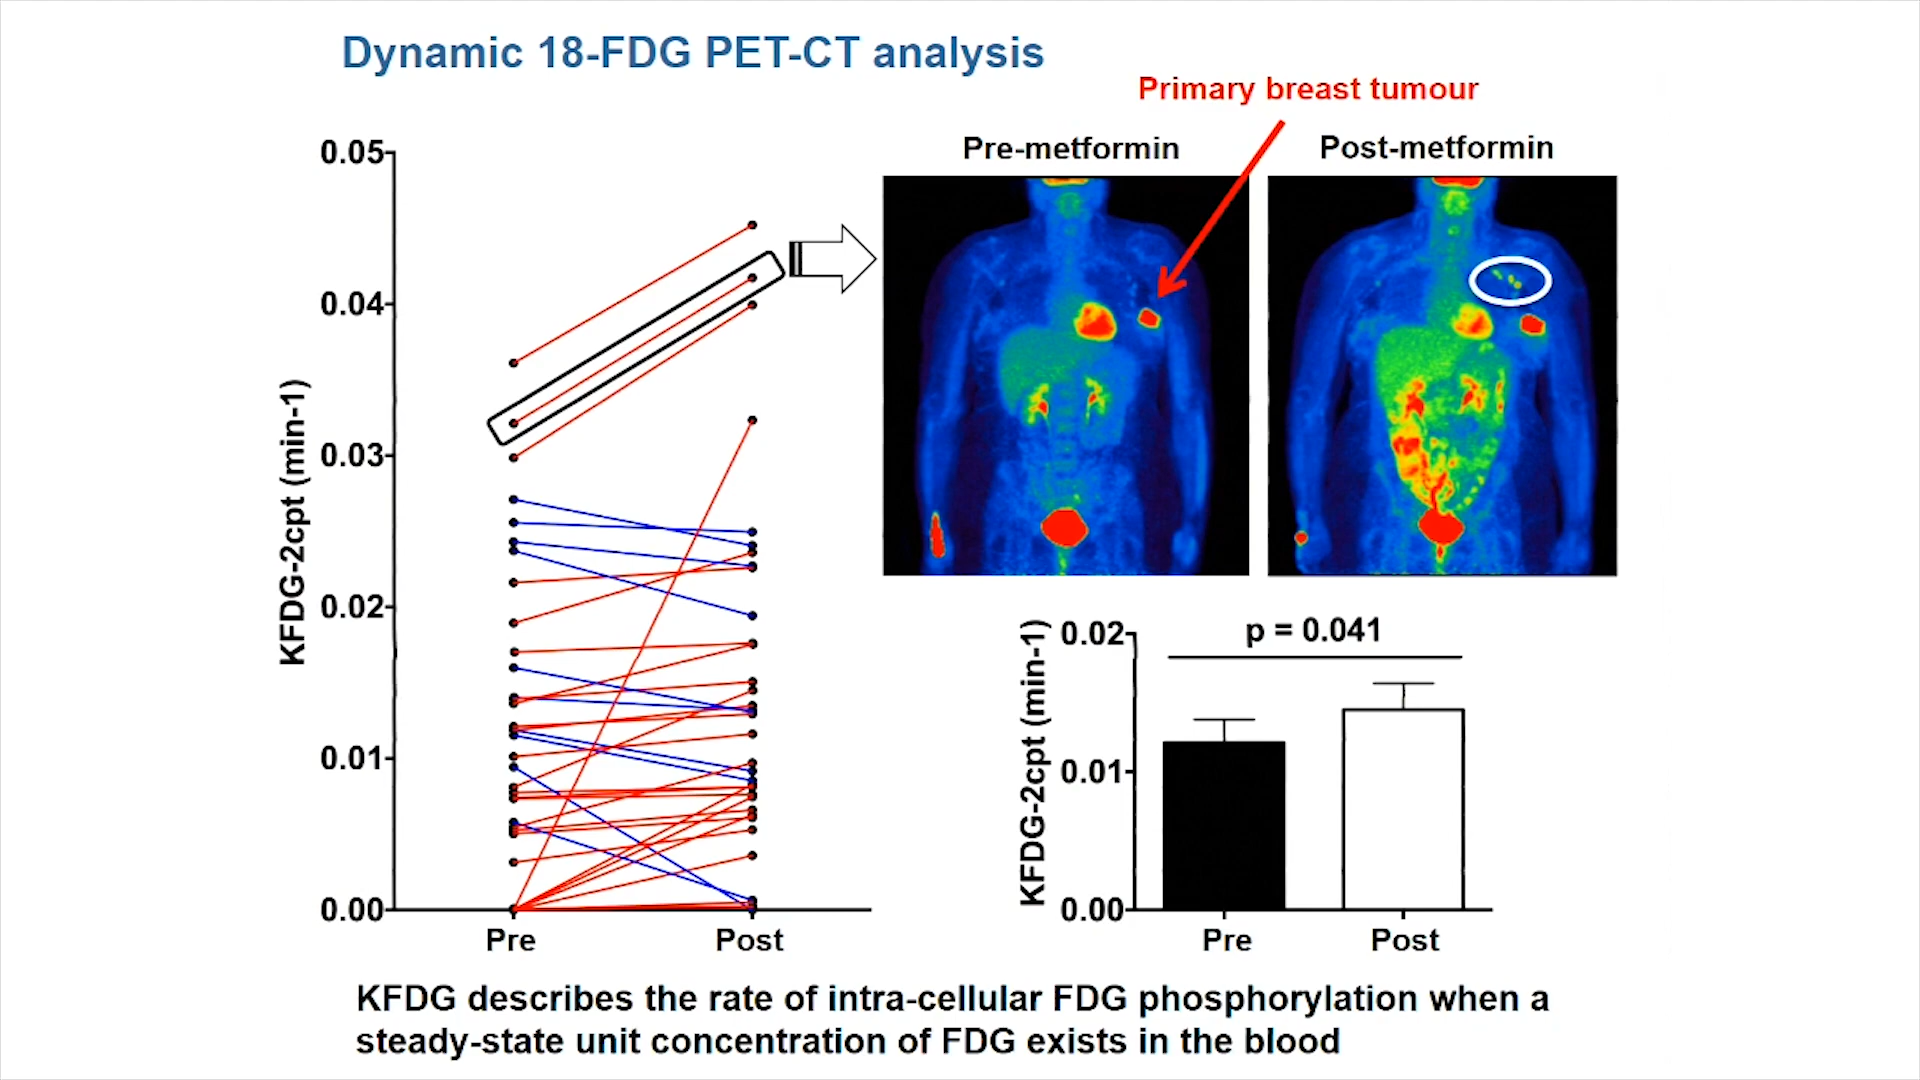 Dynamic 18-FDG PET-CT analysis
Primary breast tumour
Pre-metformin
Post-metformin
KFDG-2cpt (min-1)
0.05
0.04
0.03
0.02
0.01
0.00
Pre
Post
KFDG-2cpt (min-1)
p = 0.041
0.02
0.01
0.00
Pre
Post
KFDG describes the rate of intra-cellular FDG phosphorylation when a
steady-state unit concentration of FDG exists in the blood